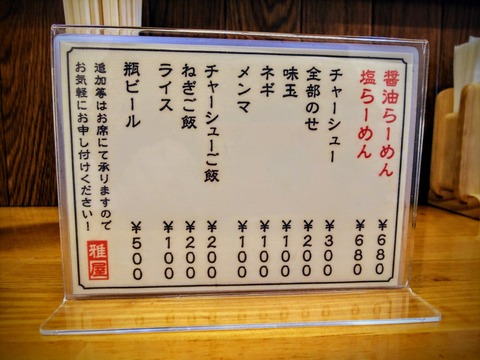 醤油らーめん ¥680
塩らーめん ¥680
チャーシュー ¥300
全部のせ ¥200
味玉 ¥100
ネギ ¥100
メンマ ¥100
チャーシューご飯 ¥200
ねぎご飯 ¥200
ライス ¥100
瓶ビール ¥500
追加等はお席にて承りますので
お気軽にお申し付けください!
雅屋